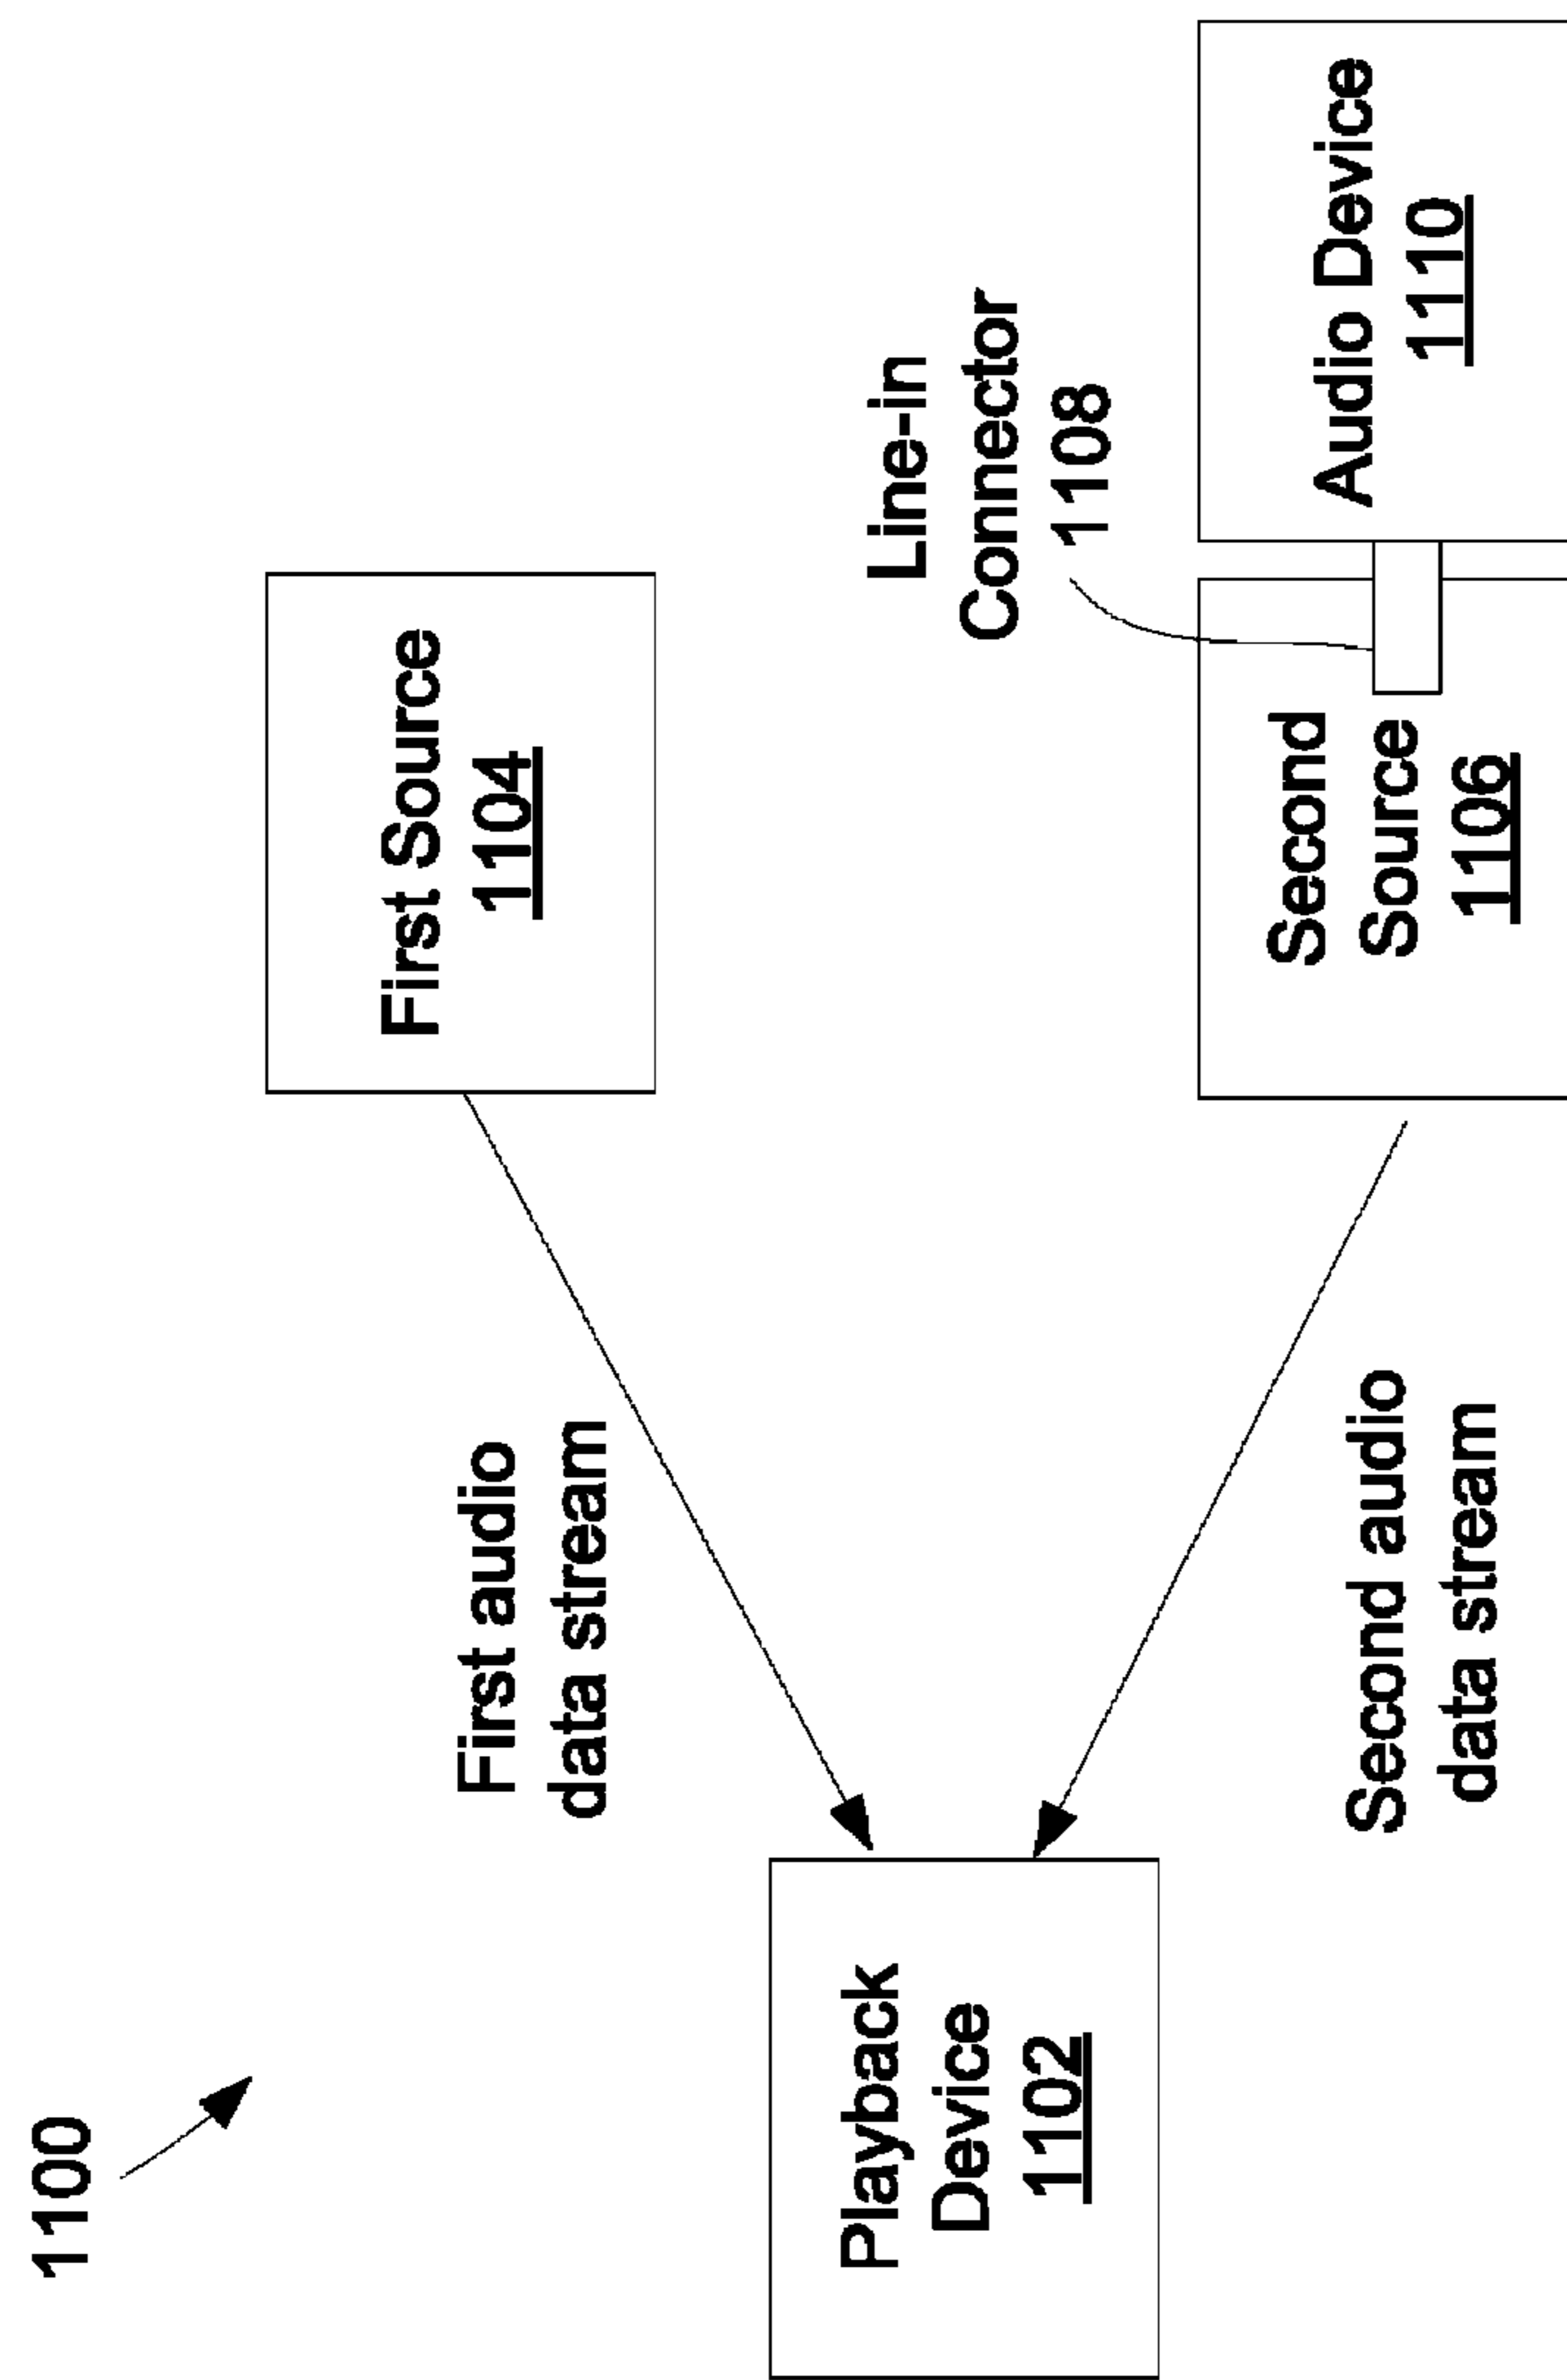 1100
First Source
1104
First audio
data stream
Playback
Device
1102
Line-in
Connector
1108
Second audio
data stream
Second
Source
1106
Audio Device
1110